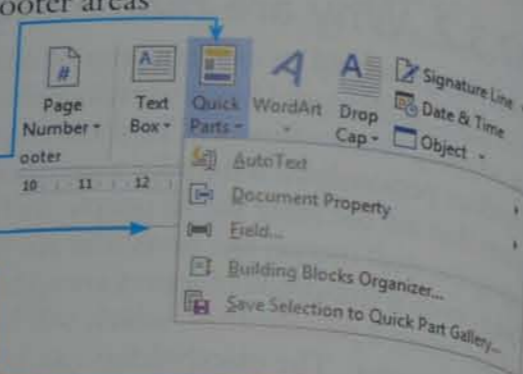 ooter areas
Page Number
Text Box
Quick Parts
WordArt
Drop Cap
Signature Line
Date & Time
Object
ooter
10 11 12
AutoText
Document Property
Field...
Building Blocks Organizer...
Save Selection to Quick Part Gallery...